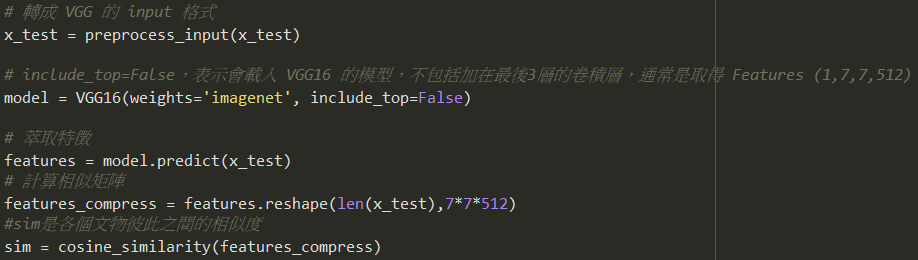 # 轉成 VGG 的 input 格式
x_test = preprocess_input(x_test)
# include_top=False，表示會載入 VGG16 的模型，不包括加在最後3層的卷積層，通常是取得 Features (1,7,7,512)
model = VGG16(weights='imagenet', include_top=False)
# 萃取特徵
features = model.predict(x_test)
# 計算相似矩陣
features_compress = features.reshape(len(x_test),7*7*512)
#sim是各個文物彼此之間的相似度
sim = cosine_similarity(features_compress)